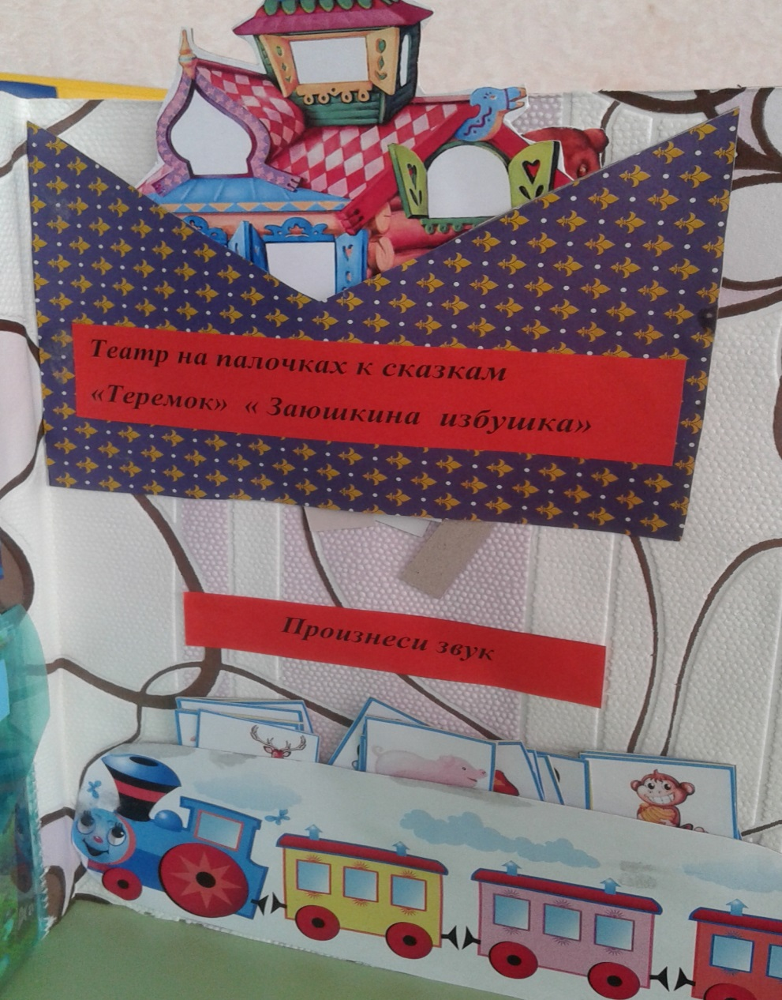 Театр на палочках к сказкам
«Теремок» « Заюшкина избушка»
Произнеси звук